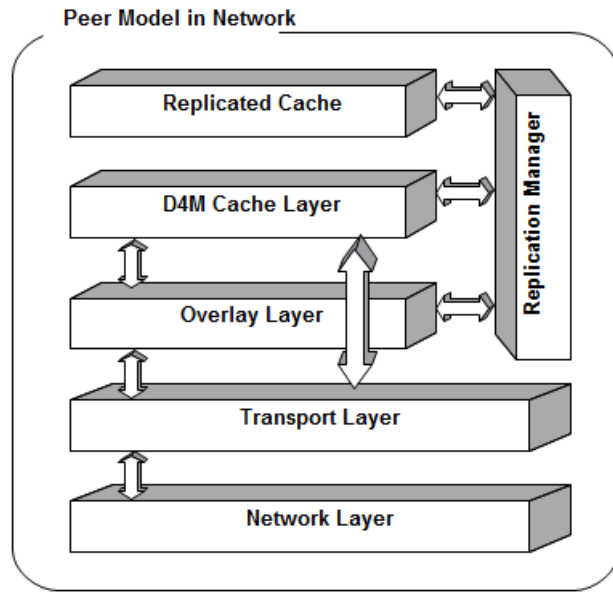 Peer Model in Network
Replicated Cache
D4M Cache Layer
Overlay Layer
Transport Layer
Network Layer
Replication Manager